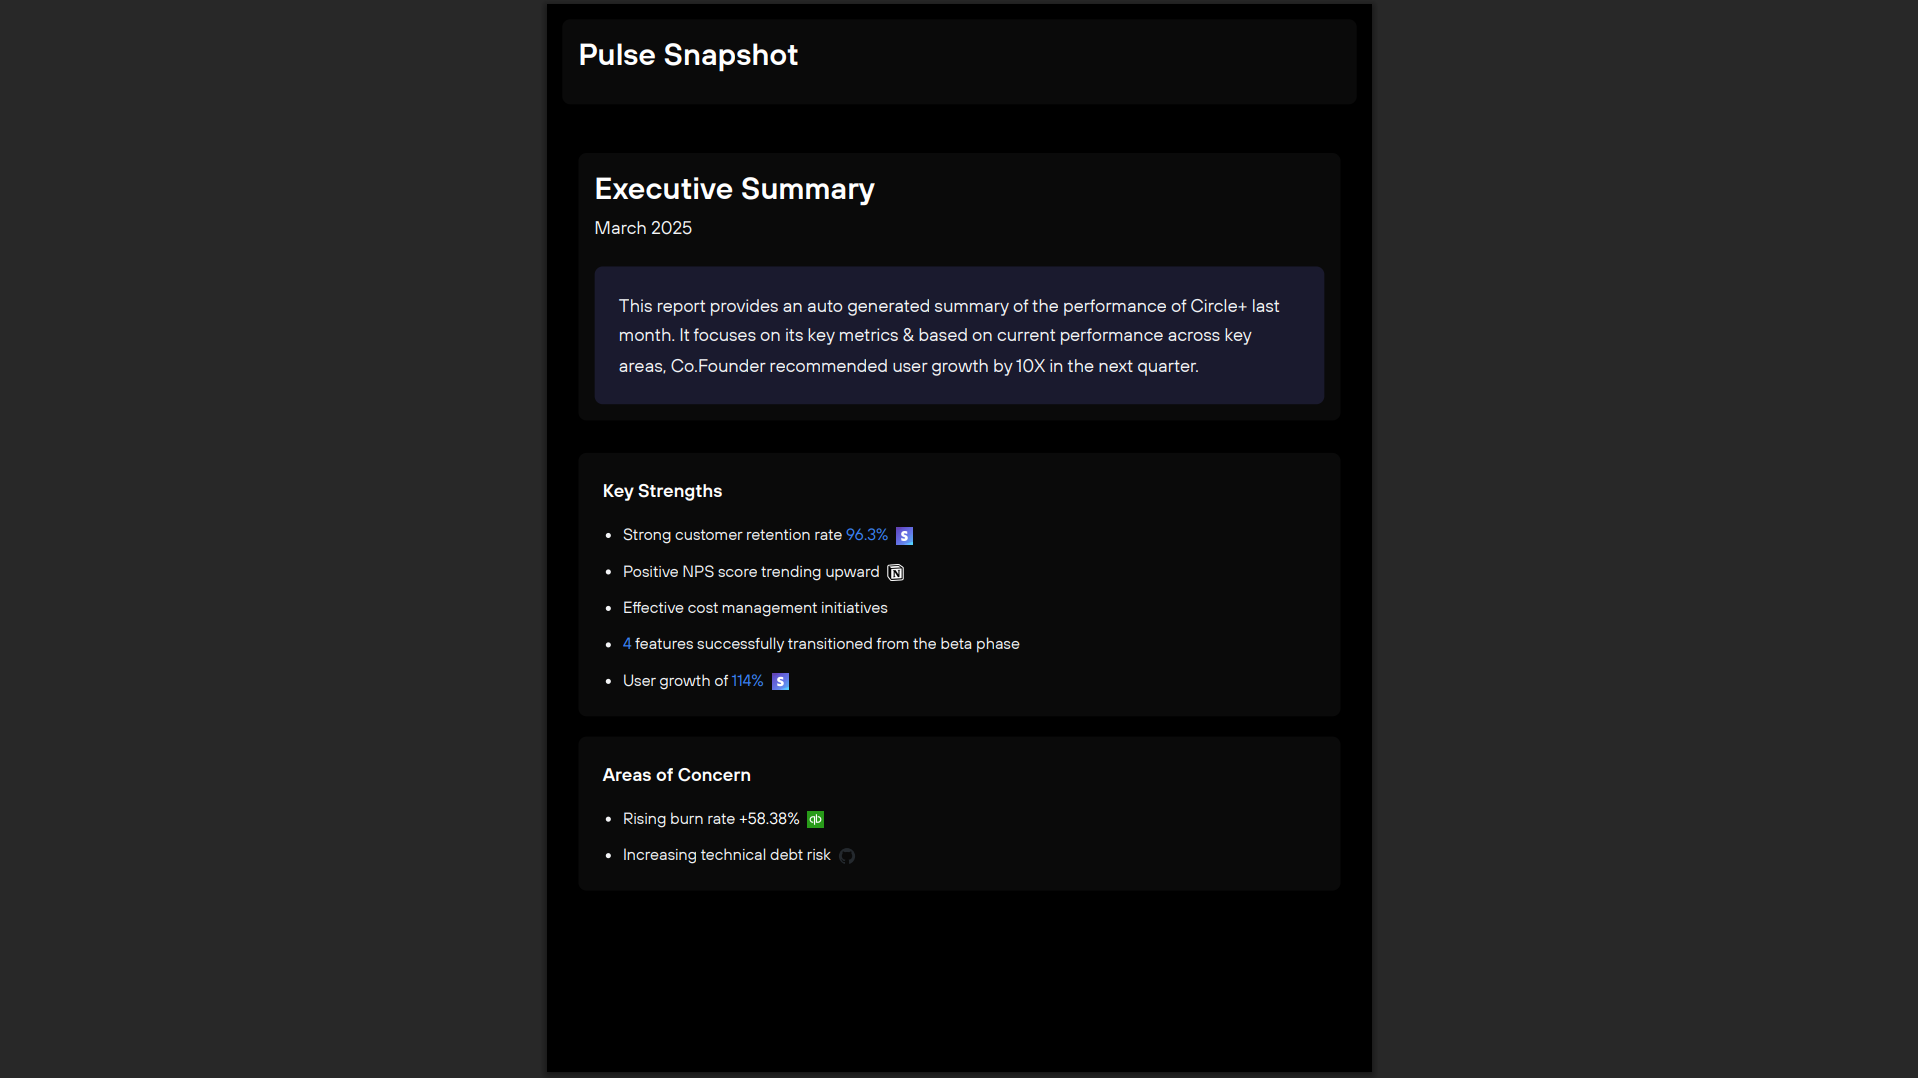 Pulse Snapshot
Executive Summary
March 2025
This report provides an auto generated summary of the performance of Circle+ last
month. It focuses on its key metrics & based on current performance across key
areas, Co.Founder recommended user growth by 10X in the next quarter.
Key Strengths
• Strong customer retention rate 96.3% S
• Positive NPS score trending upward N
• Effective cost management initiatives
• 4 features successfully transitioned from the beta phase
• User growth of 114% S
Areas of Concern
• Rising burn rate +58.38% qb
• Increasing technical debt risk